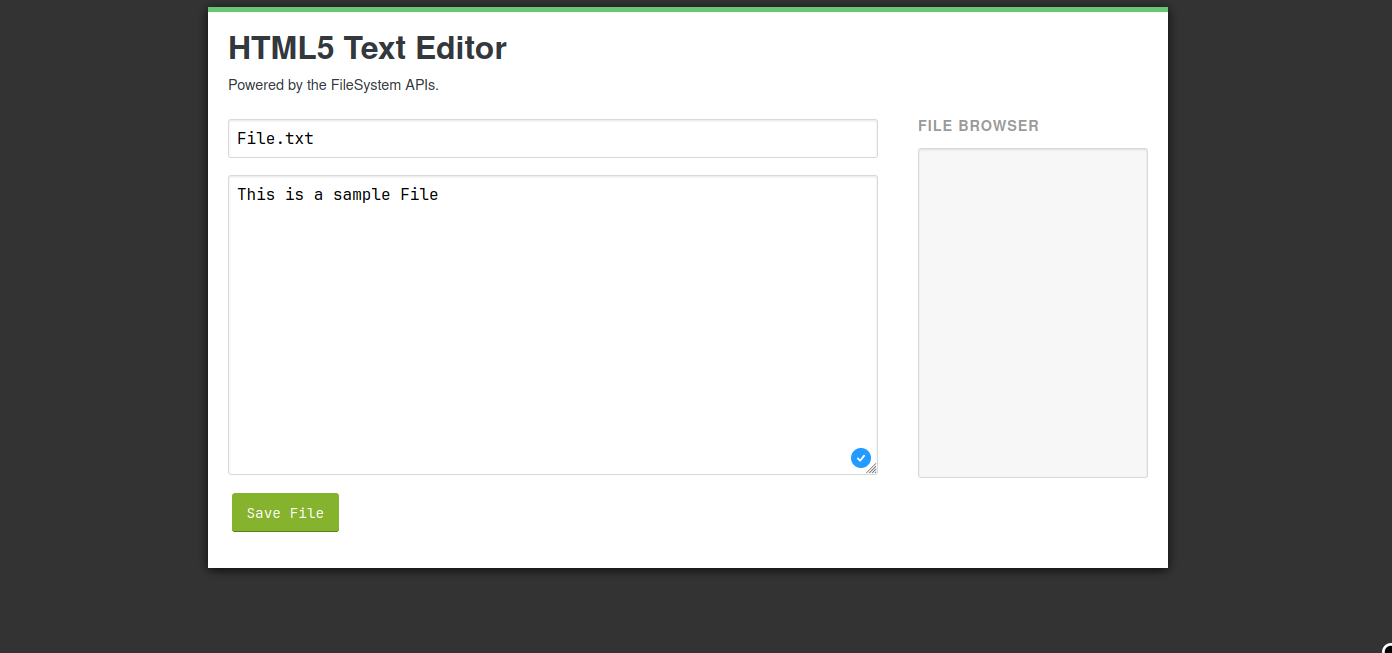 HTML5 Text Editor
Powered by the FileSystem APIs.
File.txt
This is a sample File
Save File
FILE BROWSER